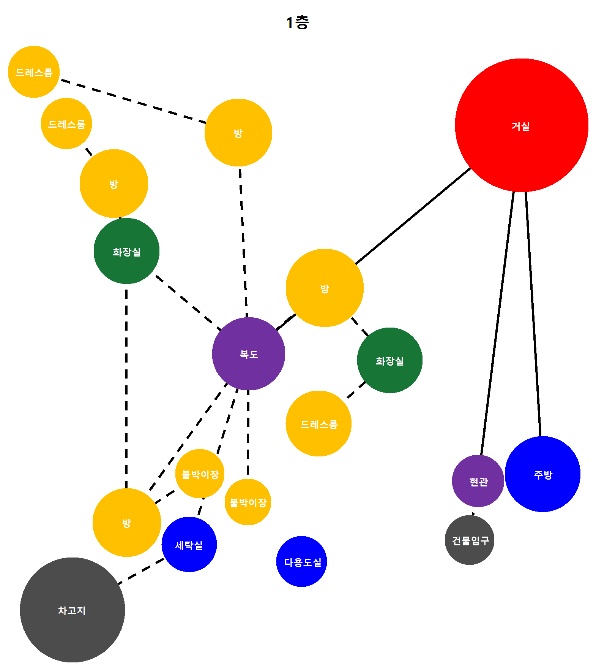 1층
드레스룸
드레스룸
방
거실
방
화장실
방
복도
화장실
드레스룸
붙박이장
붙박이장
현관
주방
방
세탁실
건물입구
다용도실
차고지